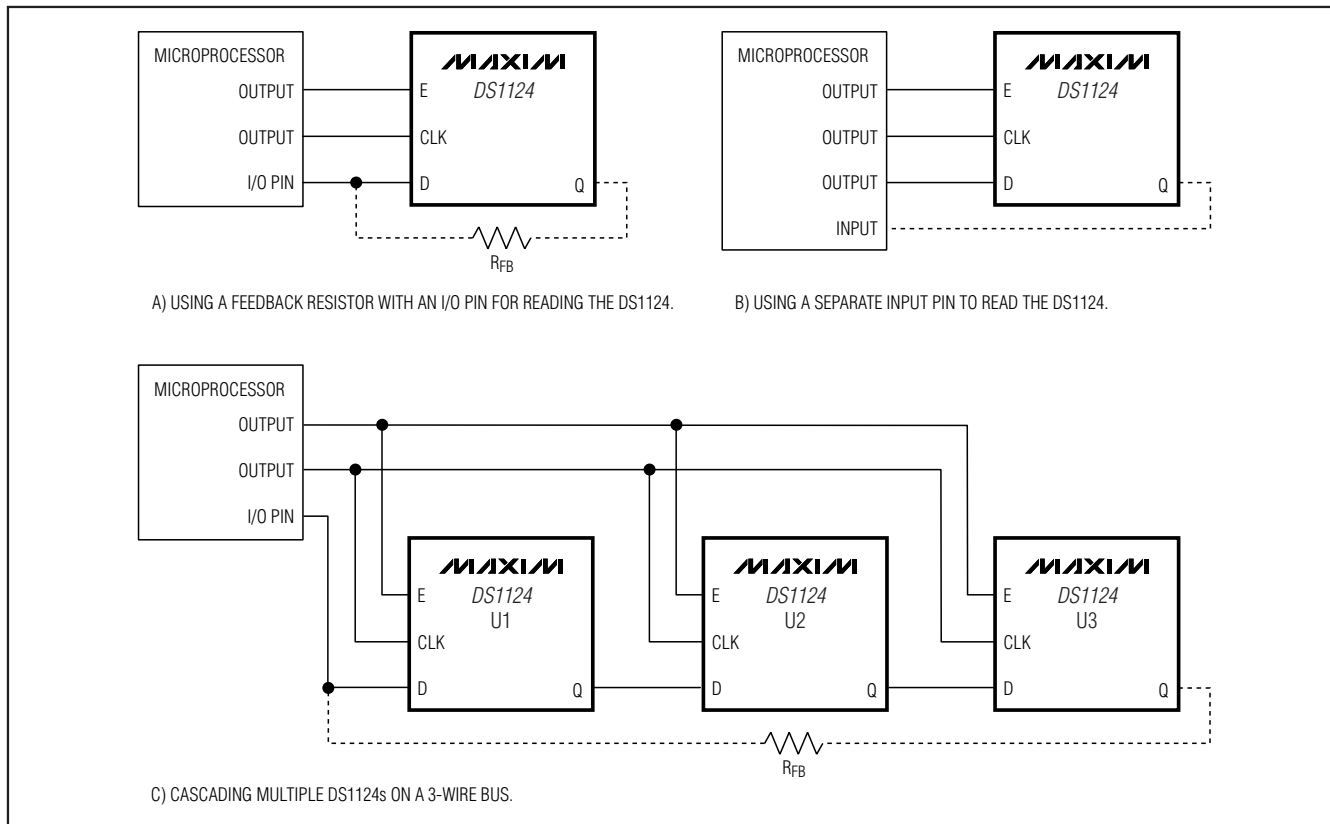 MICROPROCESSOR
OUTPUT
OUTPUT
I/O PIN
MAXIM
DS1124
E
CLK
D
Q
RFB
A) USING A FEEDBACK RESISTOR WITH AN I/O PIN FOR READING THE DS1124.
MICROPROCESSOR
OUTPUT
OUTPUT
OUTPUT
INPUT
MAXIM
DS1124
E
CLK
D
Q
B) USING A SEPARATE INPUT PIN TO READ THE DS1124.
MICROPROCESSOR
OUTPUT
OUTPUT
I/O PIN
MAXIM
DS1124
U1
E
CLK
D
Q
MAXIM
DS1124
U2
E
CLK
D
Q
MAXIM
DS1124
U3
E
CLK
D
Q
RFB
C) CASCADING MULTIPLE DS1124s ON A 3-WIRE BUS.